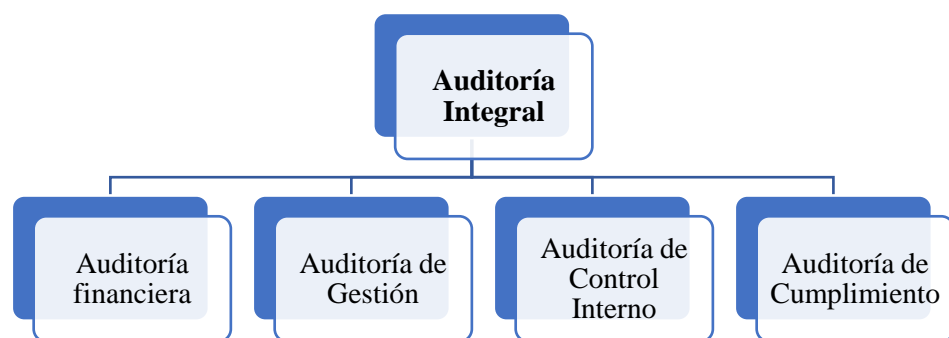 Auditoría
Integral
Auditoría
financiera
Auditoría de
Gestión
Auditoría de
Control
Interno
Auditoría de
Cumplimiento